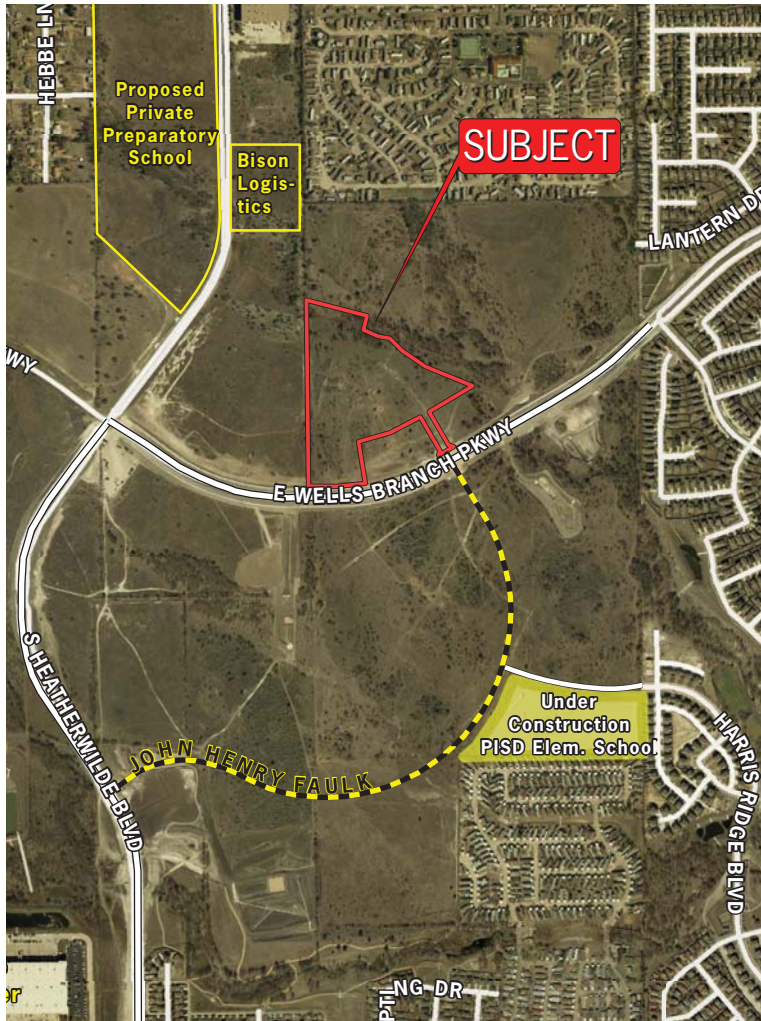 HEBBE LN
Proposed
Private
Preparatory
School
Bison
Logis-
tics
SUBJECT
LANTERN DR
WY
E WELLS BRANCH PKWY
S HEATHERWILDE BLVD
JOHN HENRY FAULK
Under
Construction
PISD Elem. School
HARRIS RIDGE BLVD
er
NG DR
PTI